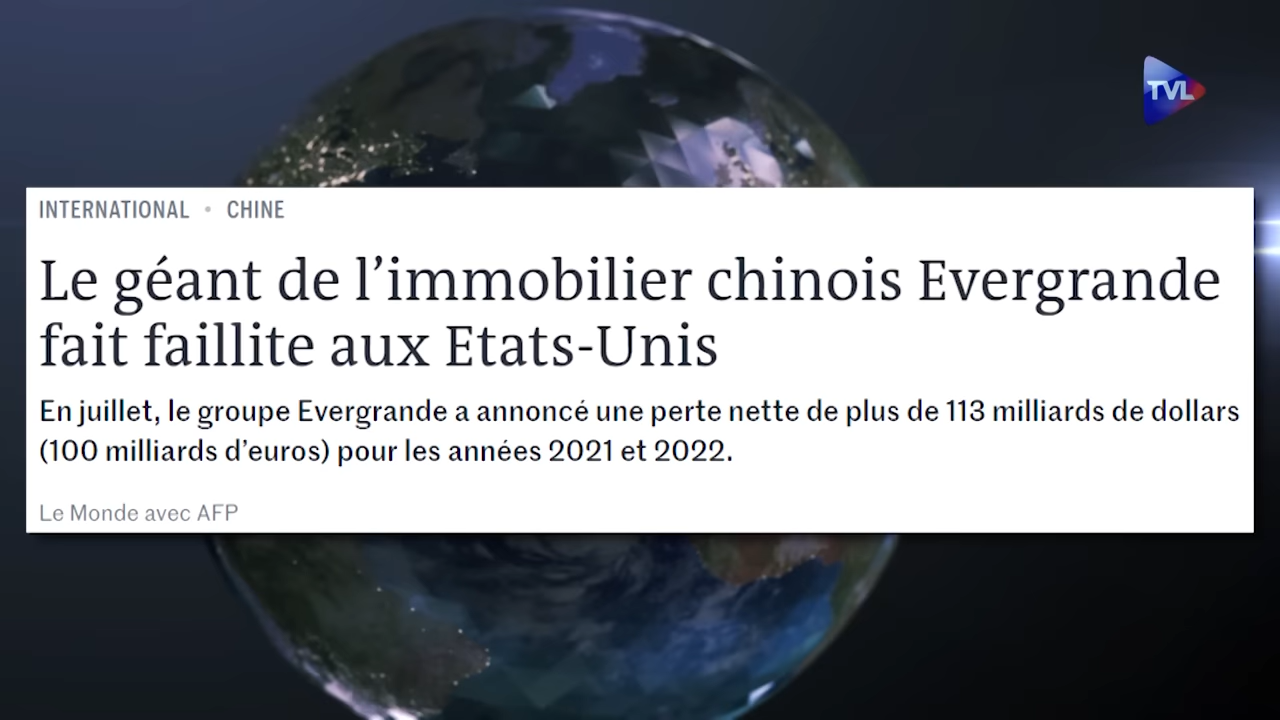 TVL
INTERNATIONAL • CHINE
Le géant de l’immobilier chinois Evergrande
fait faillite aux Etats-Unis
En juillet, le groupe Evergrande a annoncé une perte nette de plus de 113 milliards de dollars
(100 milliards d’euros) pour les années 2021 et 2022.
Le Monde avec AFP